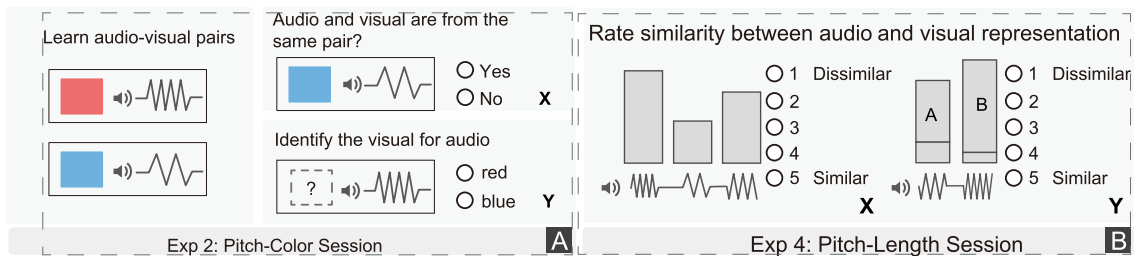 Learn audio-visual pairs
Audio and visual are from the
same pair?
Yes
No
X
Identify the visual for audio
?
red
blue
Y
Exp 2: Pitch-Color Session
A
Rate similarity between audio and visual representation
1 Dissimilar
2
3
4
5 Similar
X
A
B
1 Dissimilar
2
3
4
5 Similar
Y
Exp 4: Pitch-Length Session
B